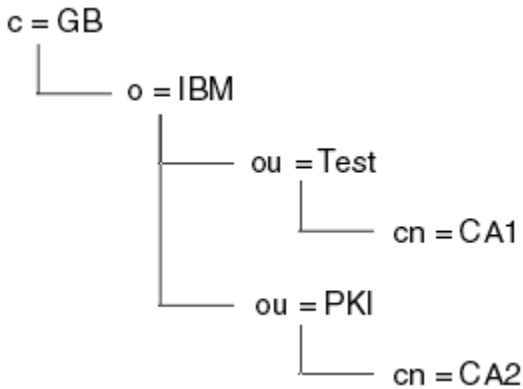 c = GB
o = IBM
ou = Test
cn = CA1
ou = PKI
cn = CA2